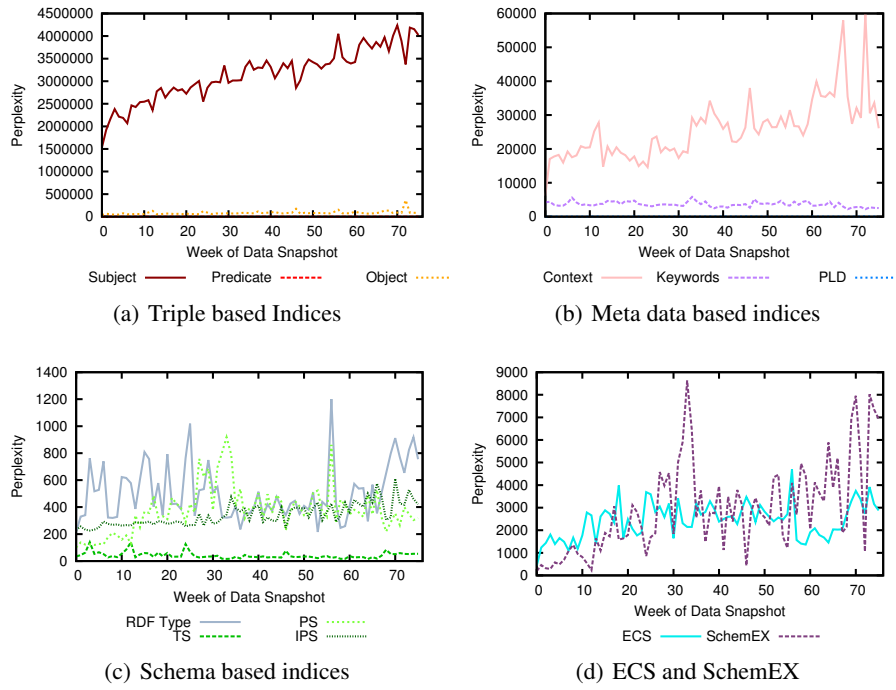 4500000
4000000
3500000
3000000
2500000
2000000
1500000
1000000
500000
0
Perplexity
0 10 20 30 40 50 60 70
Week of Data Snapshot
Subject Predicate Object
(a) Triple based Indices
60000
50000
40000
30000
20000
10000
0
Perplexity
0 10 20 30 40 50 60 70
Week of Data Snapshot
Context Keywords PLD
(b) Meta data based indices
1400
1200
1000
800
600
400
200
0
Perplexity
0 10 20 30 40 50 60 70
Week of Data Snapshot
RDF Type PS
TS IPS
(c) Schema based indices
9000
8000
7000
6000
5000
4000
3000
2000
1000
0
Perplexity
0 10 20 30 40 50 60 70
Week of Data Snapshot
ECS SchemEX
(d) ECS and SchemEX